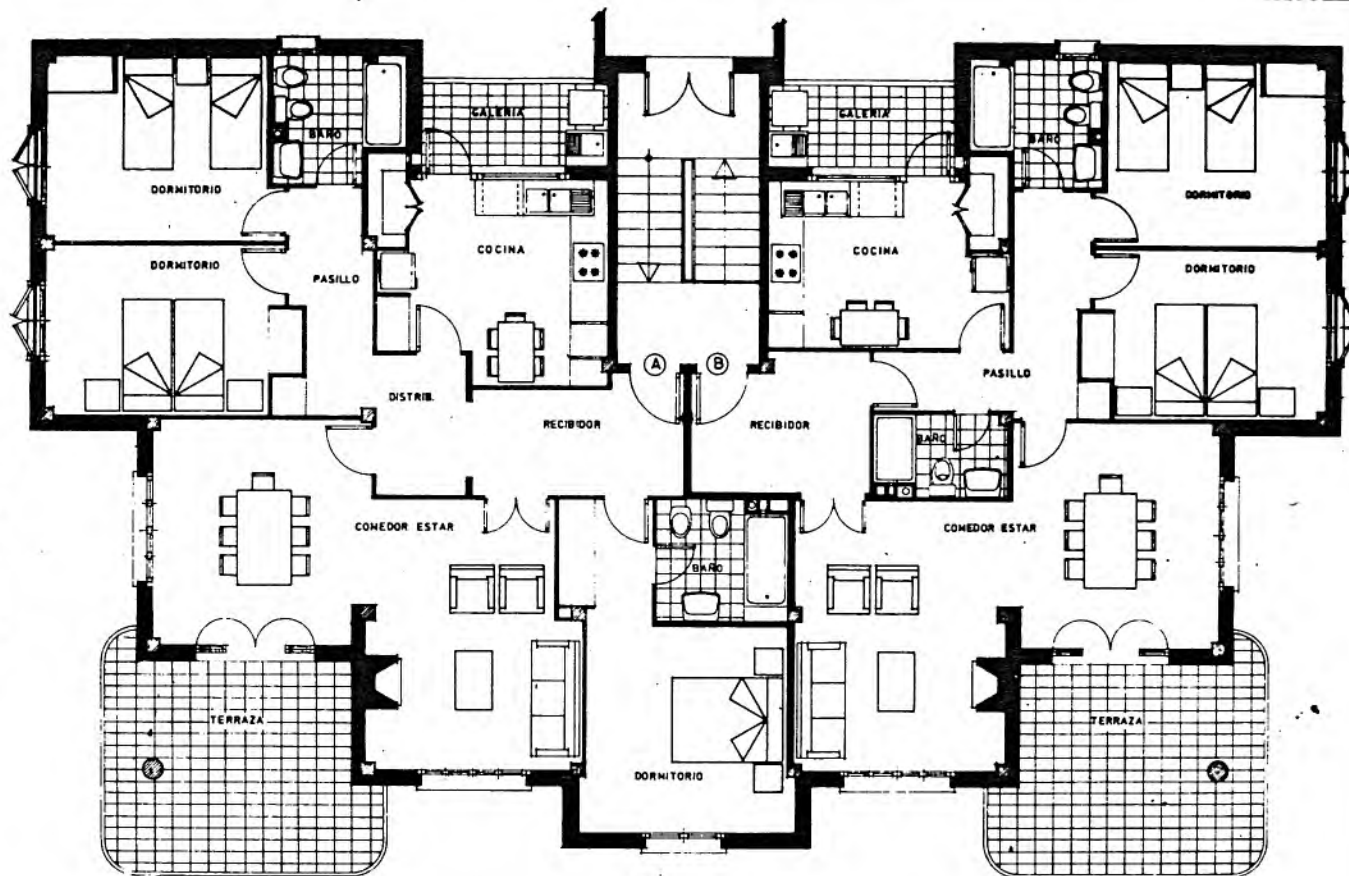 GALERIA
GALERIA
BAÑO
BAÑO
DORMITORIO
DORMITORIO
COCINA
COCINA
DORMITORIO
DORMITORIO
PASILLO
A
B
PASILLO
DISTRIB.
RECIBIDOR
RECIBIDOR
BAÑO
COMEDOR ESTAR
COMEDOR ESTAR
BAÑO
TERRAZA
TERRAZA
DORMITORIO